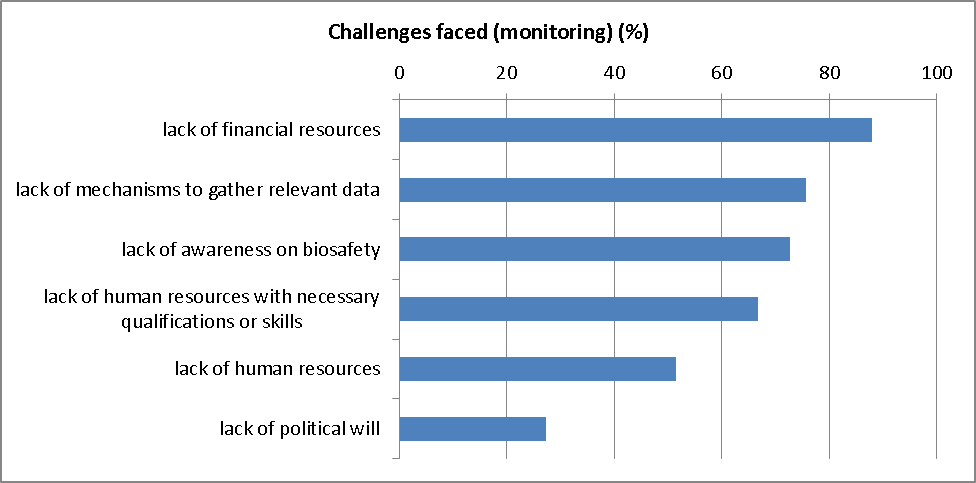 Challenges faced (monitoring) (%)
0 20 40 60 80 100
lack of financial resources
lack of mechanisms to gather relevant data
lack of awareness on biosafety
lack of human resources with necessary
qualifications or skills
lack of human resources
lack of political will